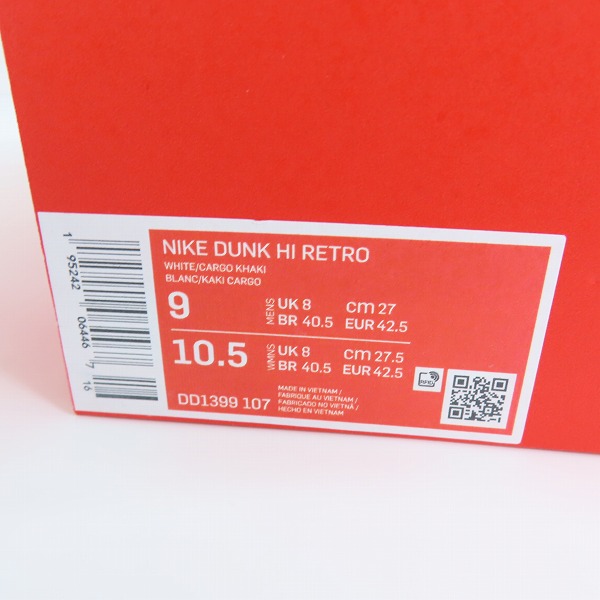 NIKE DUNK HI RETRO
WHITE/CARGO KHAKI
BLANC/KAKI CARGO
9 MENS UK 8 cm 27
BR 40.5 EUR 42.5
10.5 WMNS UK 8 cm 27.5
BR 40.5 EUR 42.5
DD1399 107
MADE IN VIETNAM /
FABRIQUE AU VIETNAM /
FABRICADO NO VIETNÃ /
HECHO EN VIETNAM
RFID
1 95242 06446 7 16